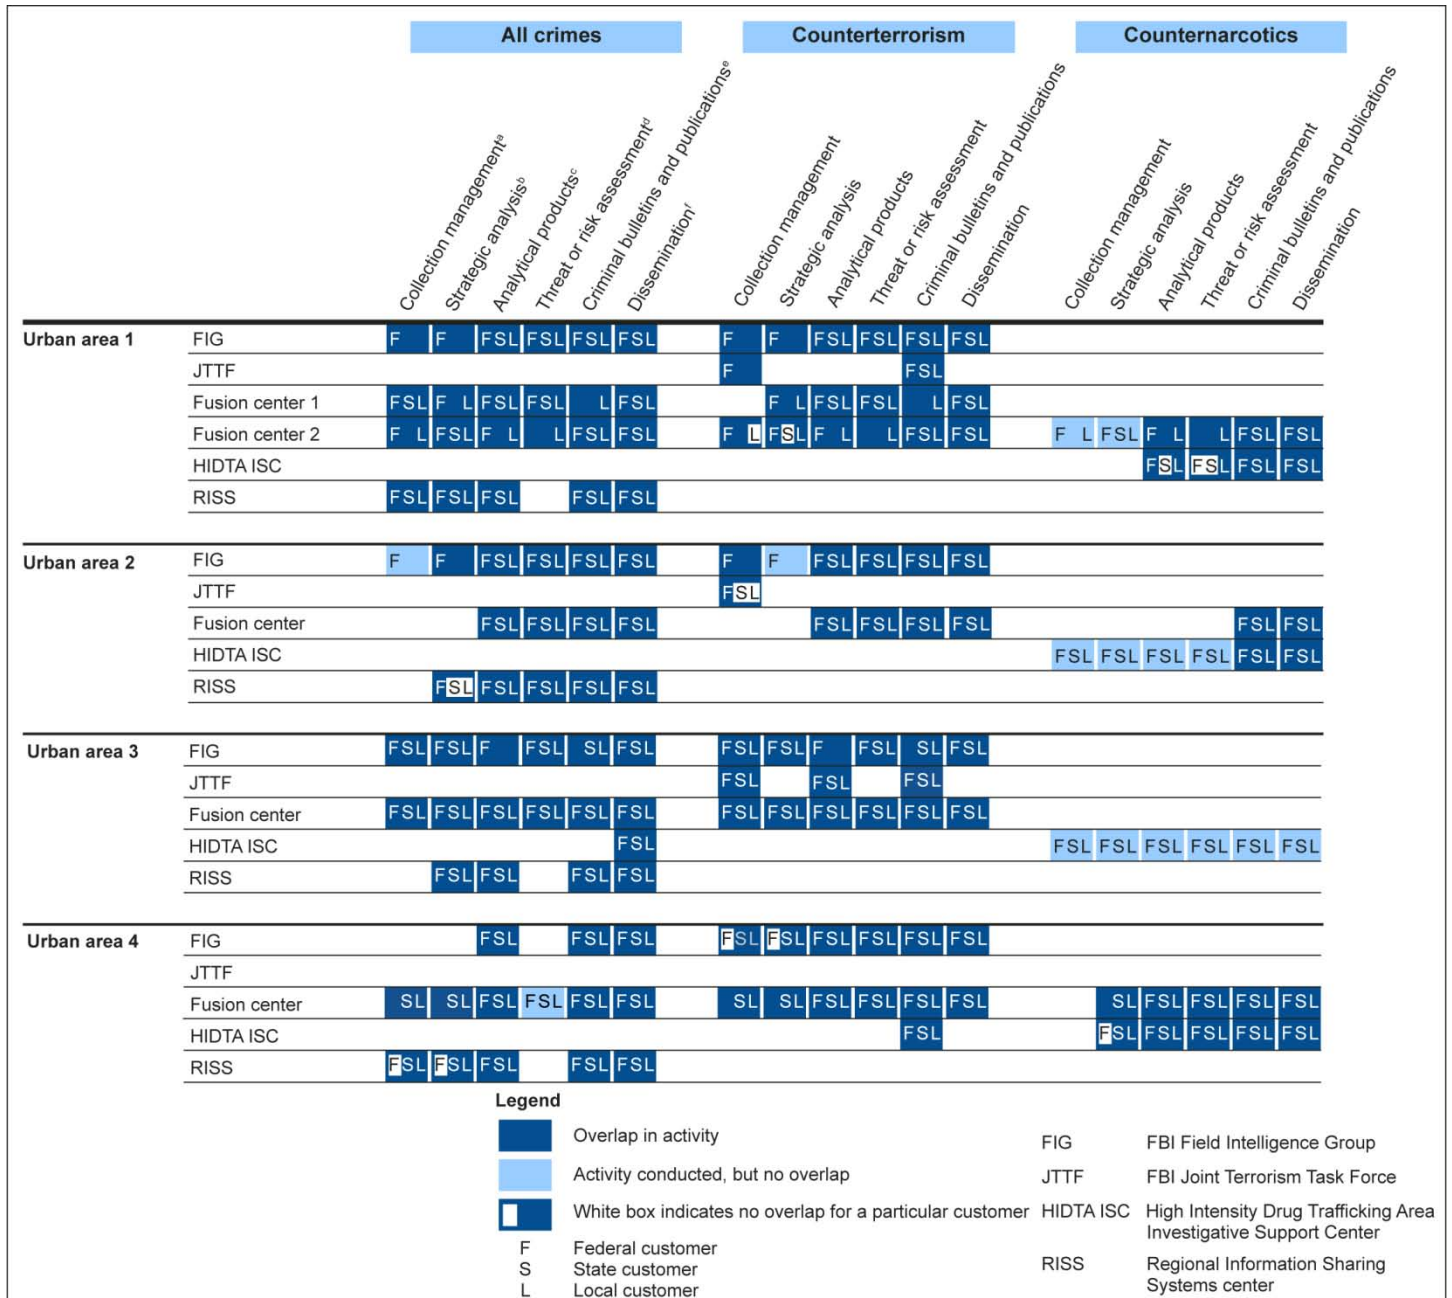 All crimes Counterterrorism Counternarcotics
Collection managementᵃ Strategic analysisᵇ Analytical productsᶜ Threat or risk assessmentᵈ Criminal bulletins and publicationsᵉ Disseminationᶠ Collection management Strategic analysis Analytical products Threat or risk assessment Criminal bulletins and publications Dissemination Collection management Strategic analysis Analytical products Threat or risk assessment Criminal bulletins and publications Dissemination
Urban area 1 FIG F F FSL FSL FSL FSL F F FSL FSL FSL FSL
JTTF F FSL
Fusion center 1 FSL F L FSL FSL L FSL F L FSL FSL L FSL
Fusion center 2 F L FSL F L L FSL FSL F L FSL F L L FSL FSL F L FSL F L L FSL FSL
HIDTA ISC FSL FSL FSL FSL
RISS FSL FSL FSL FSL FSL
Urban area 2 FIG F F FSL FSL FSL FSL F F FSL FSL FSL FSL
JTTF FSL
Fusion center FSL FSL FSL FSL FSL FSL FSL FSL FSL FSL
HIDTA ISC FSL FSL FSL FSL FSL FSL
RISS FSL FSL FSL FSL FSL
Urban area 3 FIG FSL FSL F FSL SL FSL FSL FSL F FSL SL FSL
JTTF FSL FSL FSL
Fusion center FSL FSL FSL FSL FSL FSL FSL FSL FSL FSL FSL FSL
HIDTA ISC FSL FSL FSL FSL FSL FSL FSL
RISS FSL FSL FSL FSL
Urban area 4 FIG FSL FSL FSL FSL FSL FSL FSL FSL FSL
JTTF
Fusion center SL SL FSL FSL FSL FSL SL SL FSL FSL FSL FSL SL FSL FSL FSL FSL
HIDTA ISC FSL FSL FSL FSL FSL FSL
RISS FSL FSL FSL FSL FSL
Legend
Overlap in activity
Activity conducted, but no overlap
White box indicates no overlap for a particular customer
F Federal customer
S State customer
L Local customer
FIG FBI Field Intelligence Group
JTTF FBI Joint Terrorism Task Force
HIDTA ISC High Intensity Drug Trafficking Area
Investigative Support Center
RISS Regional Information Sharing
Systems center